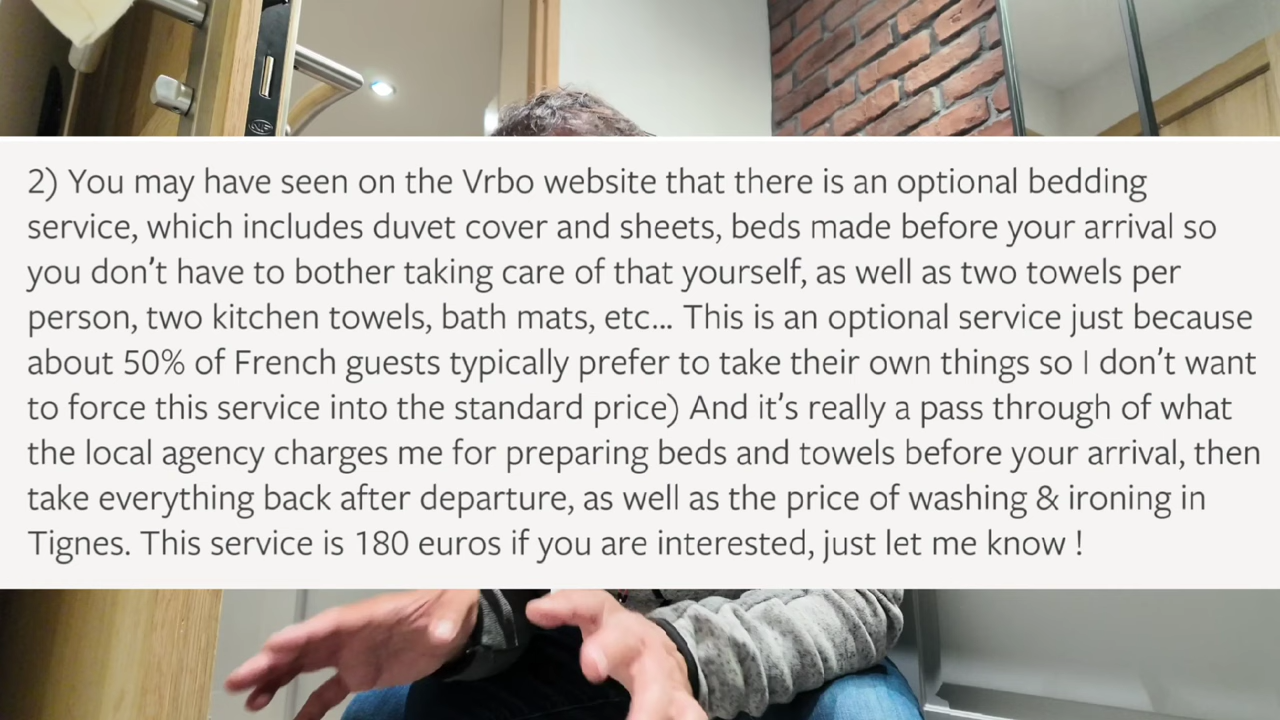 2) You may have seen on the Vrbo website that there is an optional bedding
service, which includes duvet cover and sheets, beds made before your arrival so
you don't have to bother taking care of that yourself, as well as two towels per
person, two kitchen towels, bath mats, etc... This is an optional service just because
about 50% of French guests typically prefer to take their own things so I don't want
to force this service into the standard price) And it's really a pass through of what
the local agency charges me for preparing beds and towels before your arrival, then
take everything back after departure, as well as the price of washing & ironing in
Tignes. This service is 180 euros if you are interested, just let me know !